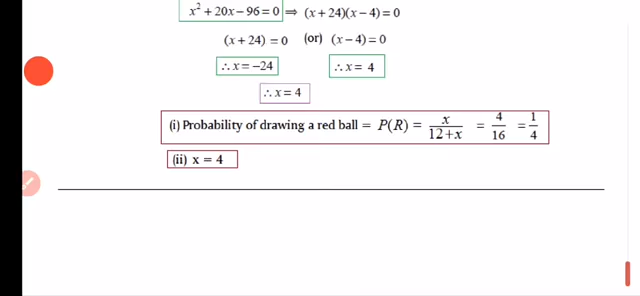 x² + 20x - 96 = 0 ⟹ (x + 24)(x - 4) = 0
(x + 24) = 0 (or) (x - 4) = 0
∴ x = -24 ∴ x = 4
∴ x = 4
(i) Probability of drawing a red ball = P(R) = x/(12+x) = 4/16 = 1/4
(ii) x = 4